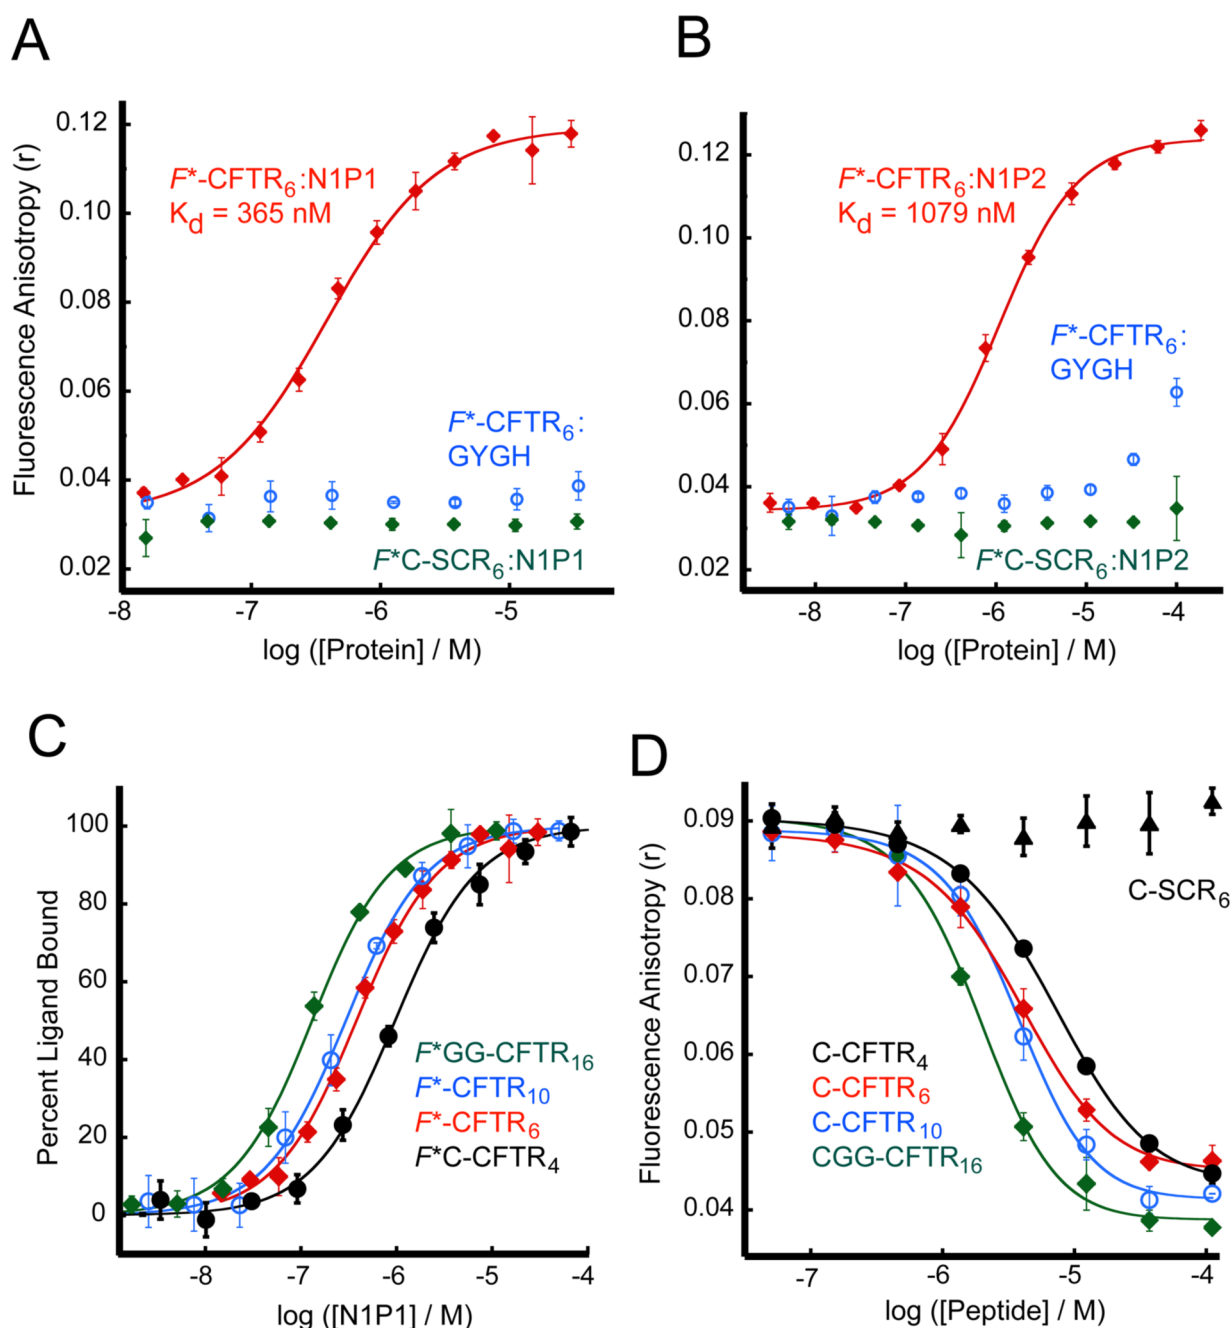 A
Fluorescence Anisotropy (r)
0.12
0.10
0.08
0.06
0.04
0.02
F*-CFTR6:N1P1
Kd = 365 nM
F*-CFTR6:
GYGH
F*C-SCR6:N1P1
-8 -7 -6 -5
log ([Protein] / M)
B
0.12
0.10
0.08
0.06
0.04
0.02
F*-CFTR6:N1P2
Kd = 1079 nM
F*-CFTR6:
GYGH
F*C-SCR6:N1P2
-8 -7 -6 -5 -4
log ([Protein] / M)
C
Percent Ligand Bound
100
80
60
40
20
0
F*GG-CFTR16
F*-CFTR10
F*-CFTR6
F*C-CFTR4
-8 -7 -6 -5 -4
log ([N1P1] / M)
D
Fluorescence Anisotropy (r)
0.09
0.08
0.07
0.06
0.05
0.04
C-SCR6
C-CFTR4
C-CFTR6
C-CFTR10
CGG-CFTR16
-7 -6 -5 -4
log ([Peptide] / M)